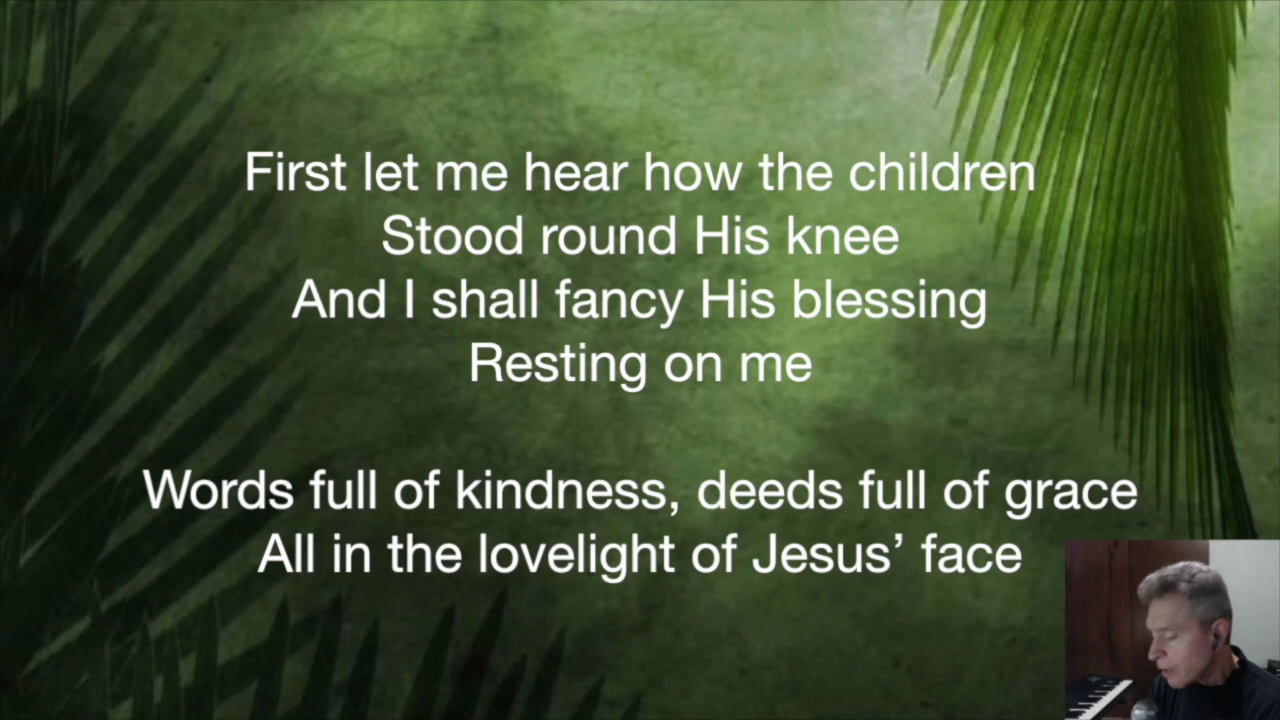 First let me hear how the children
Stood round His knee
And I shall fancy His blessing
Resting on me
Words full of kindness, deeds full of grace
All in the lovelight of Jesus’ face